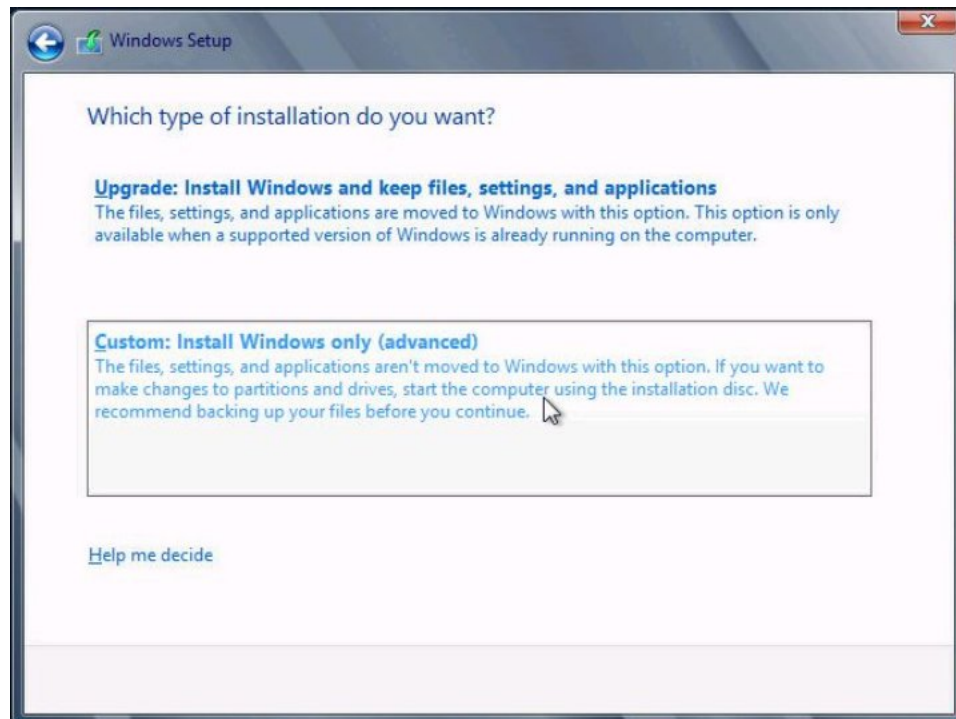 Windows Setup
Which type of installation do you want?
Upgrade: Install Windows and keep files, settings, and applications
The files, settings, and applications are moved to Windows with this option. This option is only
available when a supported version of Windows is already running on the computer.
Custom: Install Windows only (advanced)
The files, settings, and applications aren't moved to Windows with this option. If you want to
make changes to partitions and drives, start the computer using the installation disc. We
recommend backing up your files before you continue.
Help me decide